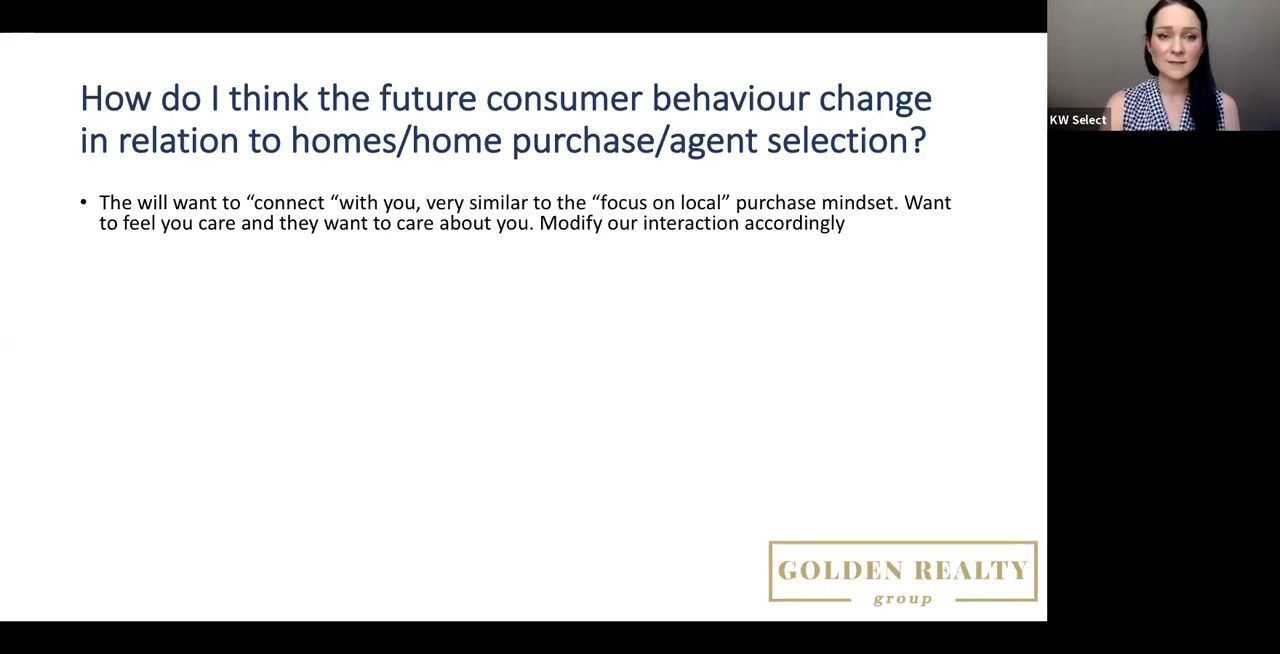 How do I think the future consumer behaviour change
in relation to homes/home purchase/agent selection?
• The will want to “connect “with you, very similar to the “focus on local” purchase mindset. Want
to feel you care and they want to care about you. Modify our interaction accordingly
KW Select
GOLDEN REALTY
group